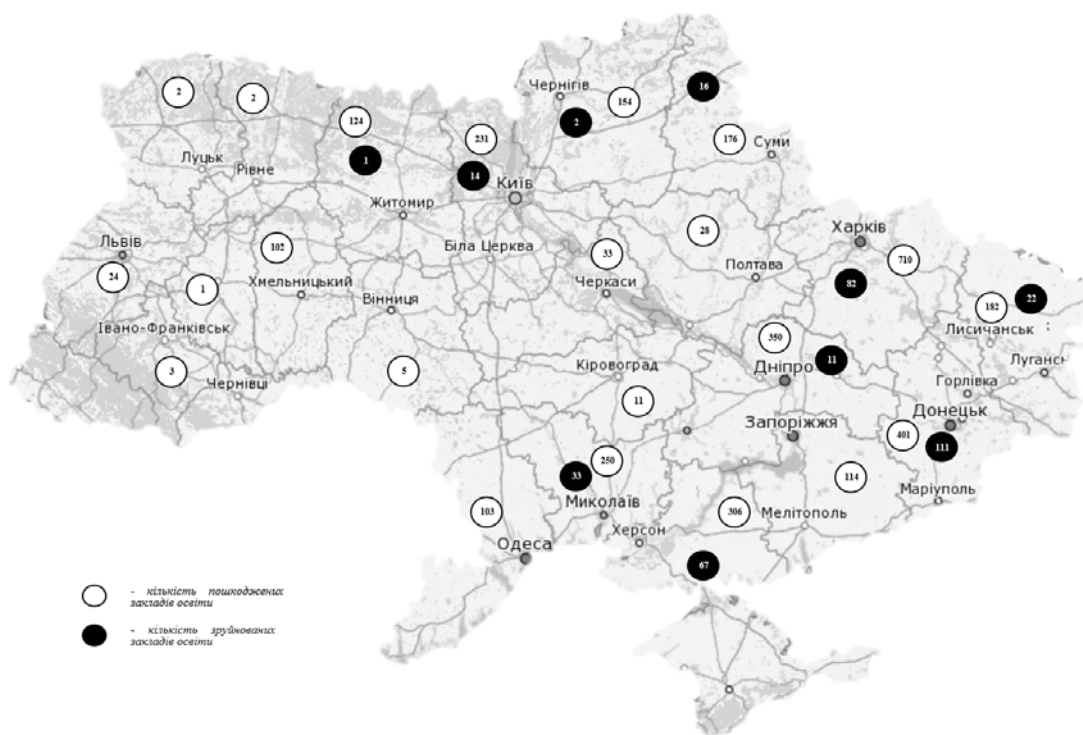 Чернігів
16
2
2
154
124
2
231
176
Суми
1
Луцьк
Рівне
14
Київ
Житомир
Харків
28
Львів
102
Біла Церква
33
710
24
Хмельницький
Черкаси
Полтава
82
1
Вінниця
22
182
Івано-Франківськ
350
Лисичанськ
:
Лугансь
3
5
Кіровоград
Дніпро
11
Чернівці
Горлівка
11
Запоріжжя
Донецьк
401
111
250
33
114
Маріуполь
Миколаїв
103
306
Мелітополь
Херсон
Одеса
67
- кількість пошкоджених
закладів освіти
- кількість зруйнованих
закладів освіти